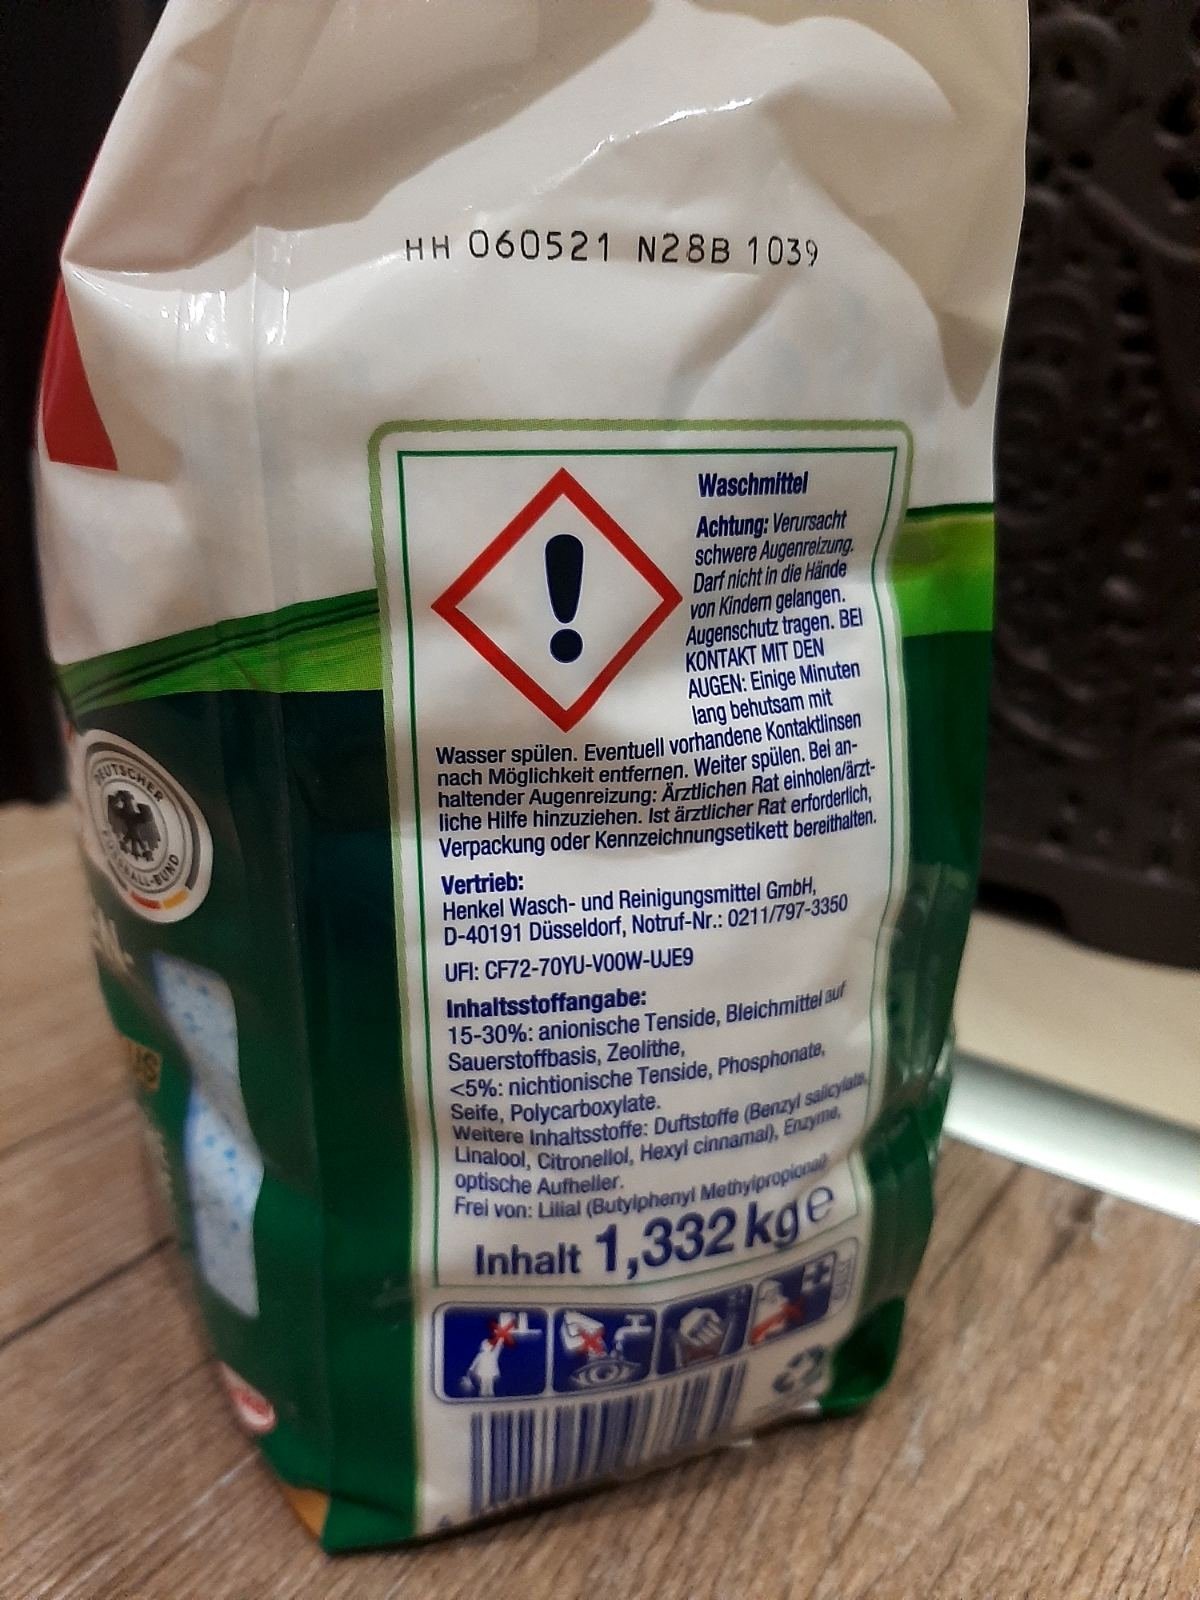 HH 060521 N28B 1039
Waschmittel
Achtung: Verursacht
schwere Augenreizung.
Darf nicht in die Hände
von Kindern gelangen.
Augenschutz tragen. BEI
KONTAKT MIT DEN
AUGEN: Einige Minuten
lang behutsam mit
Wasser spülen. Eventuell vorhandene Kontaktlinsen
nach Möglichkeit entfernen. Weiter spülen. Bei an-
haltender Augenreizung: Ärztlichen Rat einholen/ärzt-
liche Hilfe hinzuziehen. Ist ärztlicher Rat erforderlich,
Verpackung oder Kennzeichnungsetikett bereithalten.
Vertrieb:
Henkel Wasch- und Reinigungsmittel GmbH,
D-40191 Düsseldorf, Notruf-Nr.: 0211/797-3350
UFI: CF72-70YU-V00W-UJE9
Inhaltsstoffangabe:
15-30%: anionische Tenside, Bleichmittel auf
Sauerstoffbasis, Zeolithe,
<5%: nichtionische Tenside, Phosphonate,
Seife, Polycarboxylate.
Weitere Inhaltsstoffe: Duftstoffe (Benzyl salicylate,
Linalool, Citronellol, Hexyl cinnamal), Enzyme,
optische Aufheller.
Frei von: Lilial (Butylphenyl Methylpropional)
Inhalt 1,332 kg ℮
DEUTSCHER
FUSSBALL-BUND